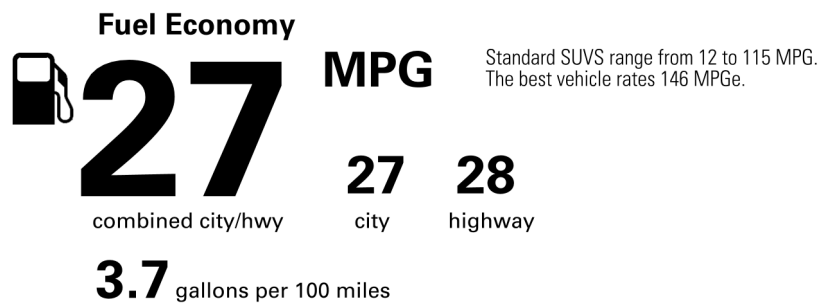 Fuel Economy
27 MPG
Standard SUVS range from 12 to 115 MPG.
The best vehicle rates 146 MPGe.
27 28
combined city/hwy city highway
3.7 gallons per 100 miles